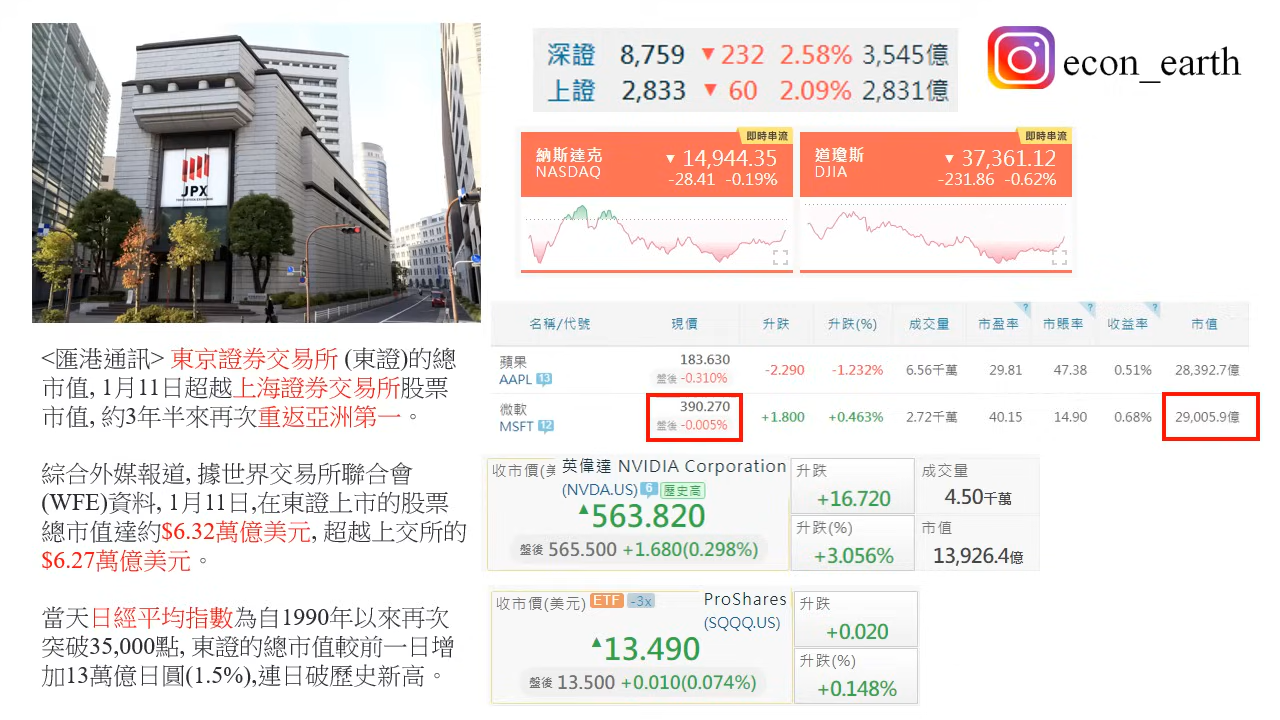 JPX
TOKYO STOCK EXCHANGE
<匯港通訊> 東京證券交易所 (東證)的總
市值, 1月11日超越上海證券交易所股票
市值, 約3年半來再次重返亞洲第一。
綜合外媒報道, 據世界交易所聯合會
(WFE)資料, 1月11日,在東證上市的股票
總市值達約$6.32萬億美元, 超越上交所的
$6.27萬億美元。
當天日經平均指數為自1990年以來再次
突破35,000點, 東證的總市值較前一日增
加13萬億日圓(1.5%),連日破歷史新高。
深證 8,759 ▼232 2.58% 3,545億
上證 2,833 ▼ 60 2.09% 2,831億
econ_earth
即時串流
納斯達克 ▼ 14,944.35
NASDAQ -28.41 -0.19%
即時串流
道瓊斯 ▼ 37,361.12
DJIA -231.86 -0.62%
名稱/代號 現價 升跌 升跌(%) 成交量 市盈率 ? 市賬率 ? 收益率 ? 市值
蘋果 183.630
AAPL 13 盤後 -0.310% -2.290 -1.232% 6.56千萬 29.81 47.38 0.51% 28,392.7億
微軟 390.270
MSFT 12 盤後 -0.005% +1.800 +0.463% 2.72千萬 40.15 14.90 0.68% 29,005.9億
收市價(美 英偉達 NVIDIA Corporation
(NVDA.US) 6 歷史高
▲563.820
盤後 565.500 +1.680(0.298%)
升跌
+16.720
升跌(%)
+3.056%
成交量
4.50千萬
市值
13,926.4億
收市價(美元) ETF -3x ProShares
(SQQQ.US)
▲13.490
盤後 13.500 +0.010(0.074%)
升跌
+0.020
升跌(%)
+0.148%